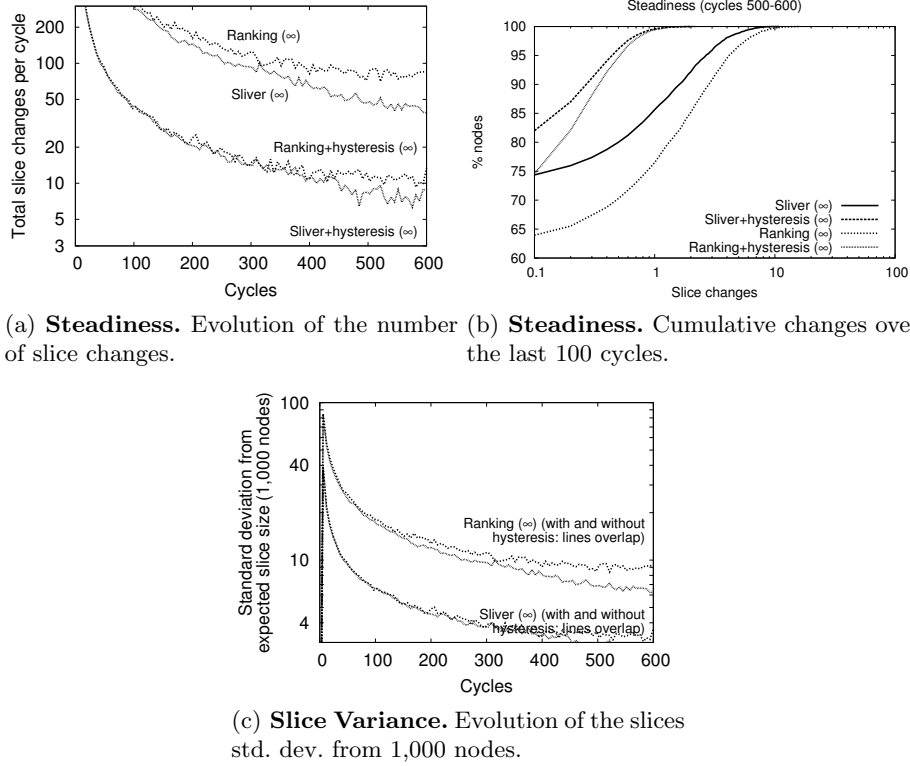 Total slice changes per cycle
300
100
50
20
10
5
3
Ranking (∞)
Sliver (∞)
Ranking+hysteresis (∞)
Sliver+hysteresis (∞)
0 100 200 300 400 500 600
Cycles
(a) Steadiness. Evolution of the number
of slice changes.
Steadiness (cycles 500-600)
% nodes
100
95
90
85
80
75
70
65
60
Sliver (∞)
Sliver+hysteresis (∞)
Ranking (∞)
Ranking+hysteresis (∞)
0.1 1 10 100
Slice changes
(b) Steadiness. Cumulative changes ove
the last 100 cycles.
Standard deviation from
expected slice size (1,000 nodes)
100
40
10
4
Ranking (∞) (with and without
hysteresis: lines overlap)
Sliver (∞) (with and without
hysteresis: lines overlap)
0 100 200 300 400 500 600
Cycles
(c) Slice Variance. Evolution of the slices
std. dev. from 1,000 nodes.